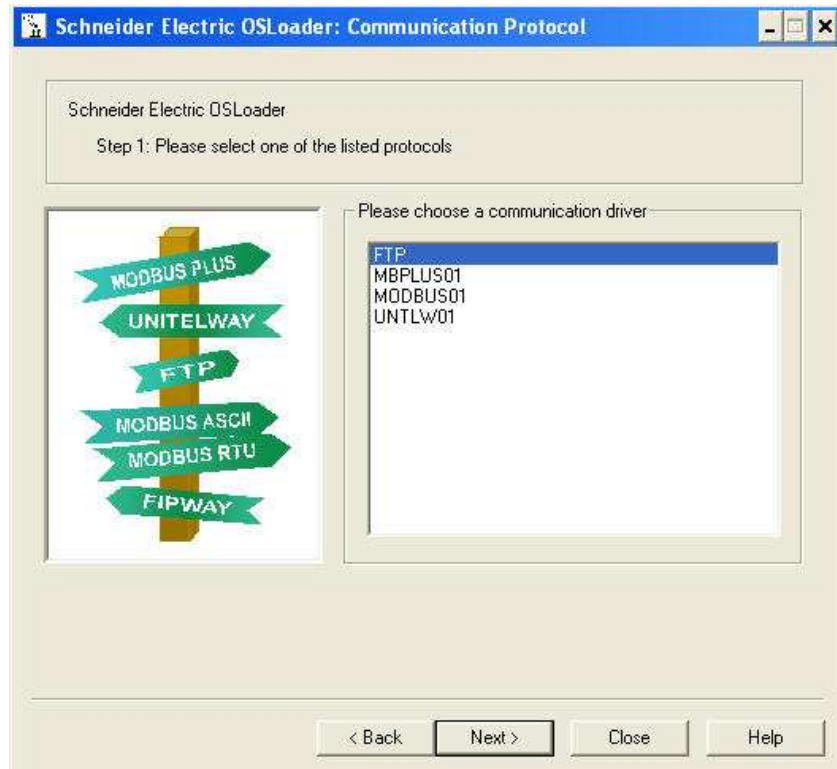 Schneider Electric OSLoader: Communication Protocol
Schneider Electric OSLoader
Step 1: Please select one of the listed protocols
MODBUS PLUS
UNITELWAY
FTP
MODBUS ASCII
MODBUS RTU
FIPWAY
Please choose a communication driver
FTP
MBPLUS01
MODBUS01
UNTLW01
< Back
Next >
Close
Help